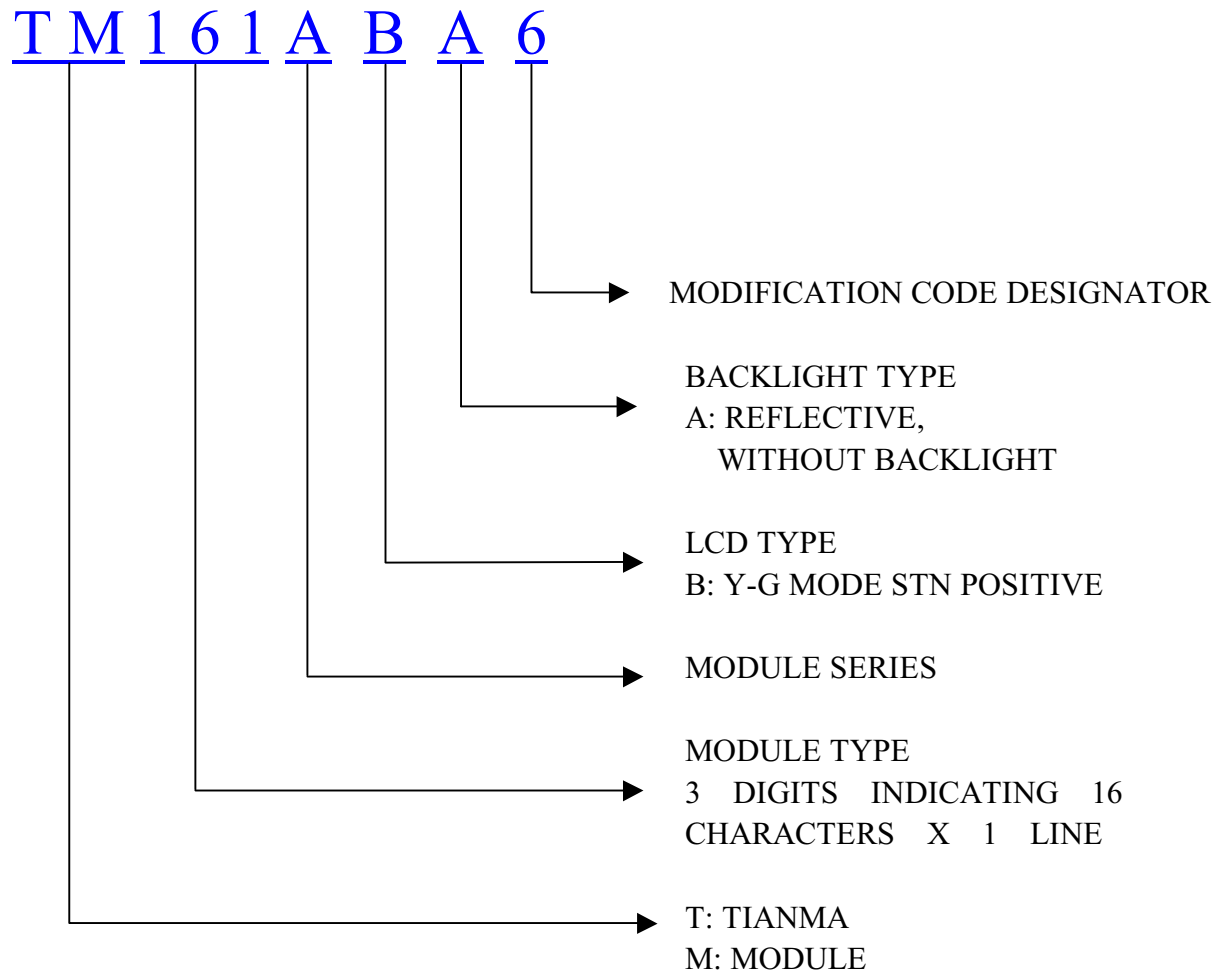 TM161ABA6
MODIFICATION CODE DESIGNATOR
BACKLIGHT TYPE
A: REFLECTIVE,
WITHOUT BACKLIGHT
LCD TYPE
B: Y-G MODE STN POSITIVE
MODULE SERIES
MODULE TYPE
3 DIGITS INDICATING 16
CHARACTERS X 1 LINE
T: TIANMA
M: MODULE